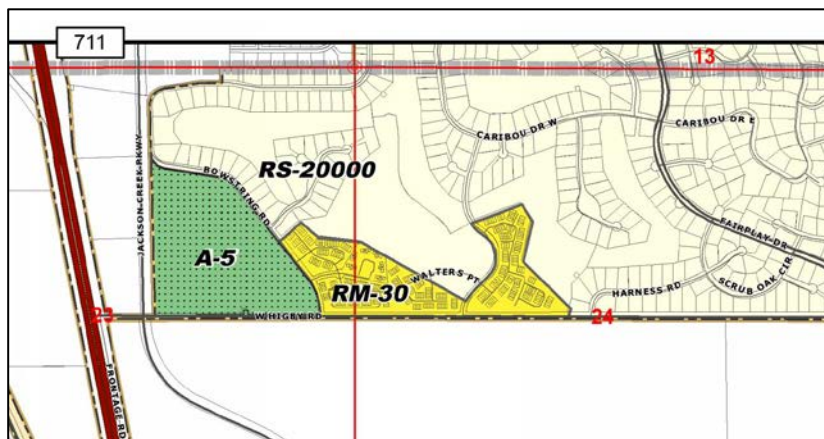 711
13
CARIBOU DR W
CARIBOU DR E
JACKSON CREEK PKWY
BOWSTRING RD
RS-20000
A-5
RM-30
WALTERS PT
FAIRPLAY DR
SCRUB OAK CIR
HARNESS RD
23
W HIGBY RD
24
FRONTAGE RD